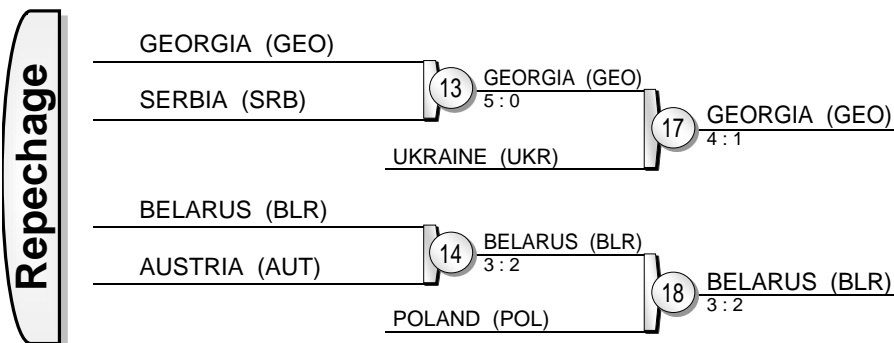 Repechage
GEORGIA (GEO)
SERBIA (SRB)
13
GEORGIA (GEO)
5 : 0
UKRAINE (UKR)
17
GEORGIA (GEO)
4 : 1
BELARUS (BLR)
AUSTRIA (AUT)
14
BELARUS (BLR)
3 : 2
POLAND (POL)
18
BELARUS (BLR)
3 : 2